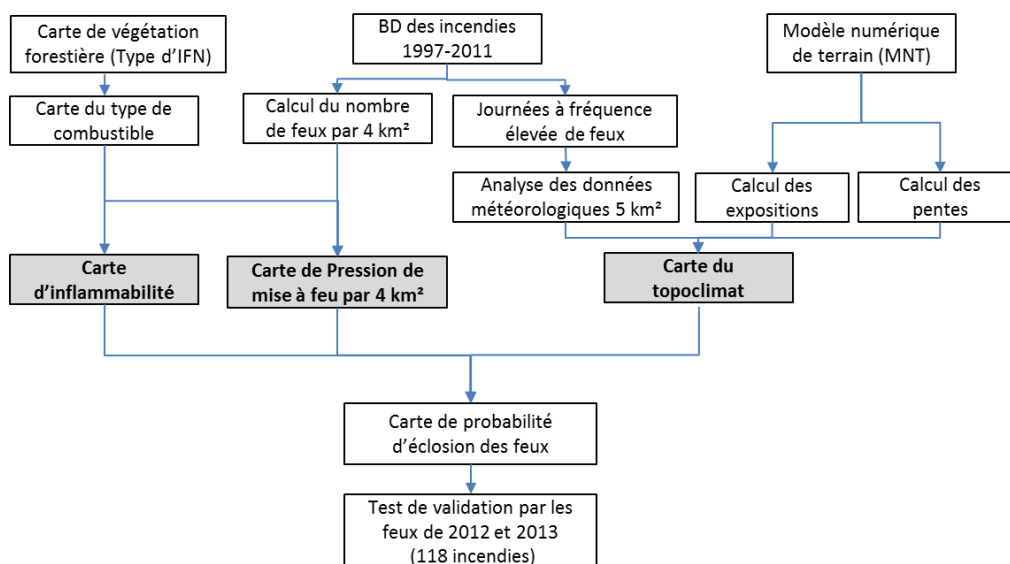 Carte de végétation
forestière (Type d'IFN)
BD des incendies
1997-2011
Modèle numérique
de terrain (MNT)
Carte du type de
combustible
Calcul du nombre
de feux par 4 km²
Journées à fréquence
élevée de feux
Analyse des données
météorologiques 5 km²
Calcul des
expositions
Calcul des
pentes
Carte
d'inflammabilité
Carte de Pression de
mise à feu par 4 km²
Carte du
topoclimat
Carte de probabilité
d'éclosion des feux
Test de validation par les
feux de 2012 et 2013
(118 incendies)